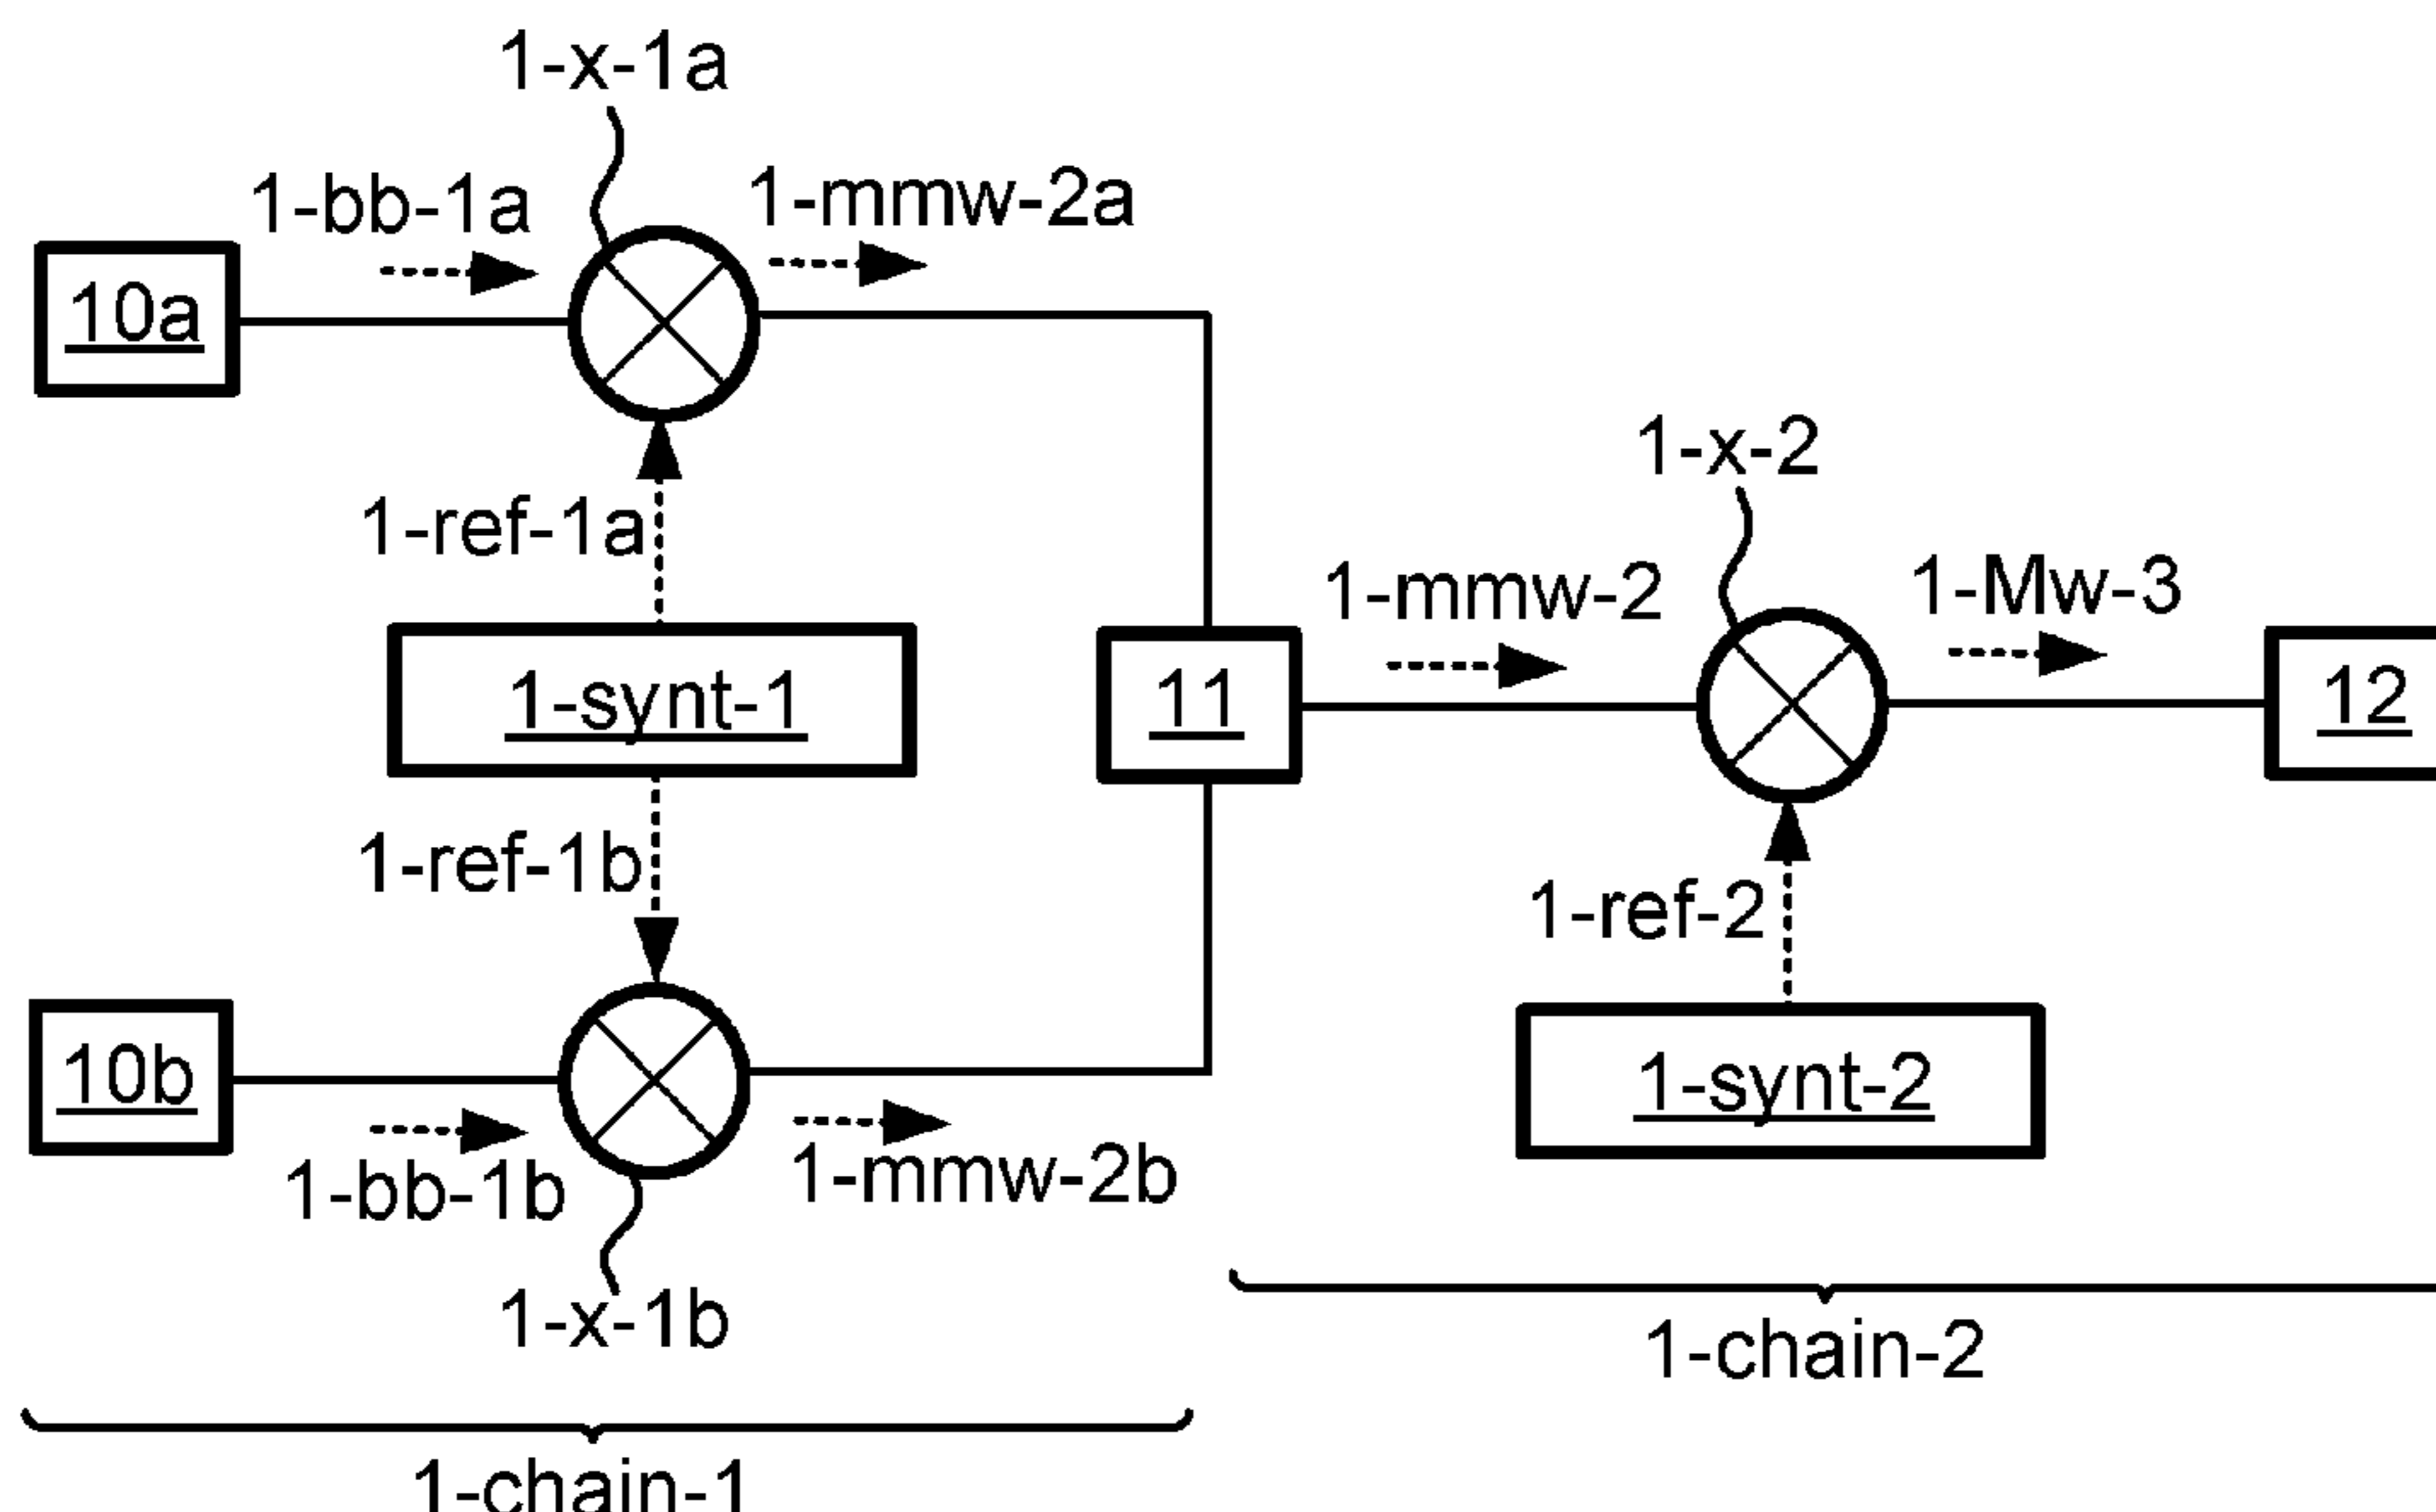 1-x-1a
1-bb-1a
1-mmw-2a
10a
1-ref-1a
1-x-2
1-mmw-2
1-Mw-3
1-synt-1
11
12
1-ref-1b
1-ref-2
10b
1-synt-2
1-bb-1b
1-mmw-2b
1-x-1b
1-chain-2
1-chain-1